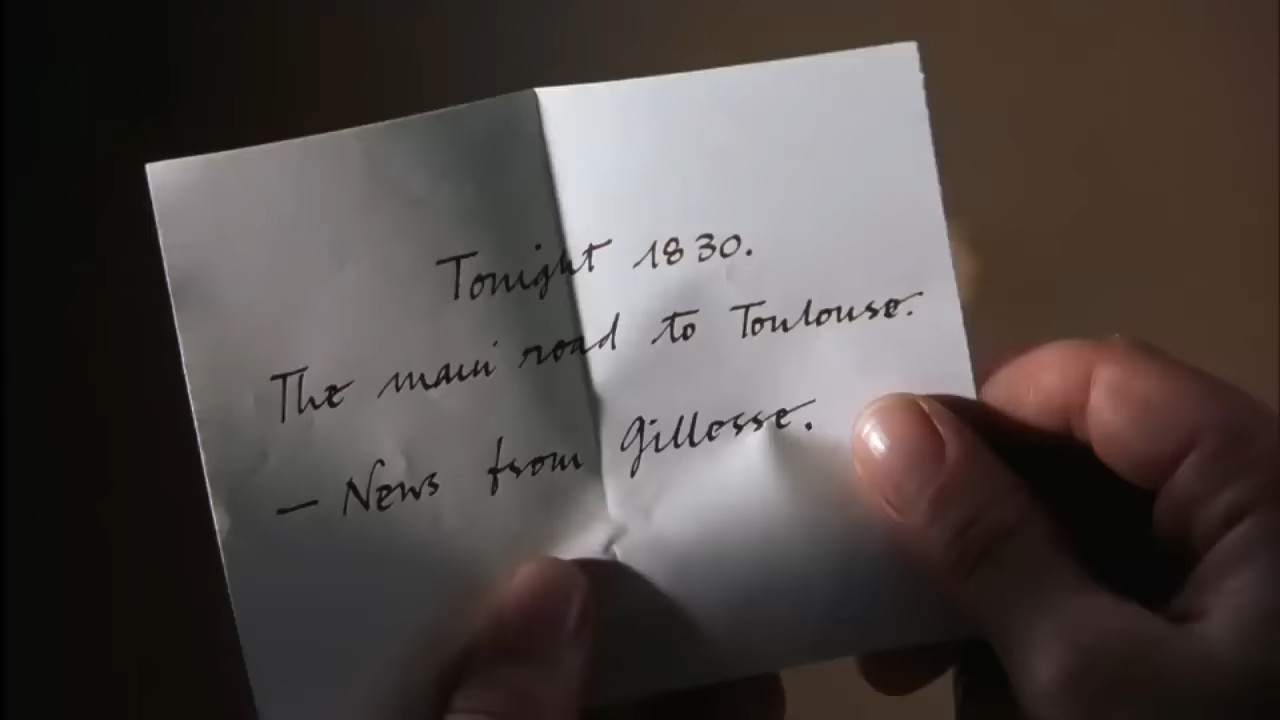 Tonight 1830.
The main road to Toulouse.
— News from Gillosse.